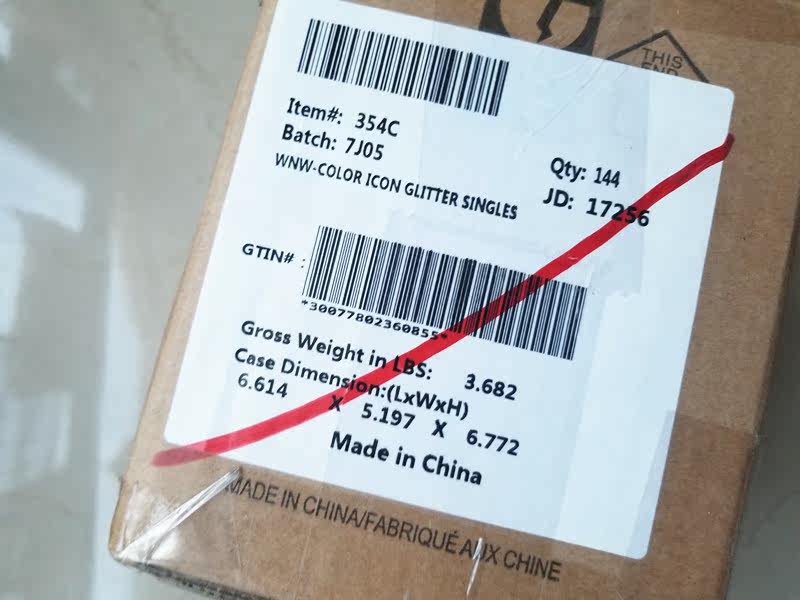 THIS
END
Item#: 354C
Batch: 7J05
Qty: 144
WNW-COLOR ICON GLITTER SINGLES
JD: 17256
GTIN# :
*30077802360855*
Gross Weight in LBS: 3.682
Case Dimension:(LxWxH)
6.614 X 5.197 X 6.772
Made in China
MADE IN CHINA/FABRIQUÉ AUX CHINE